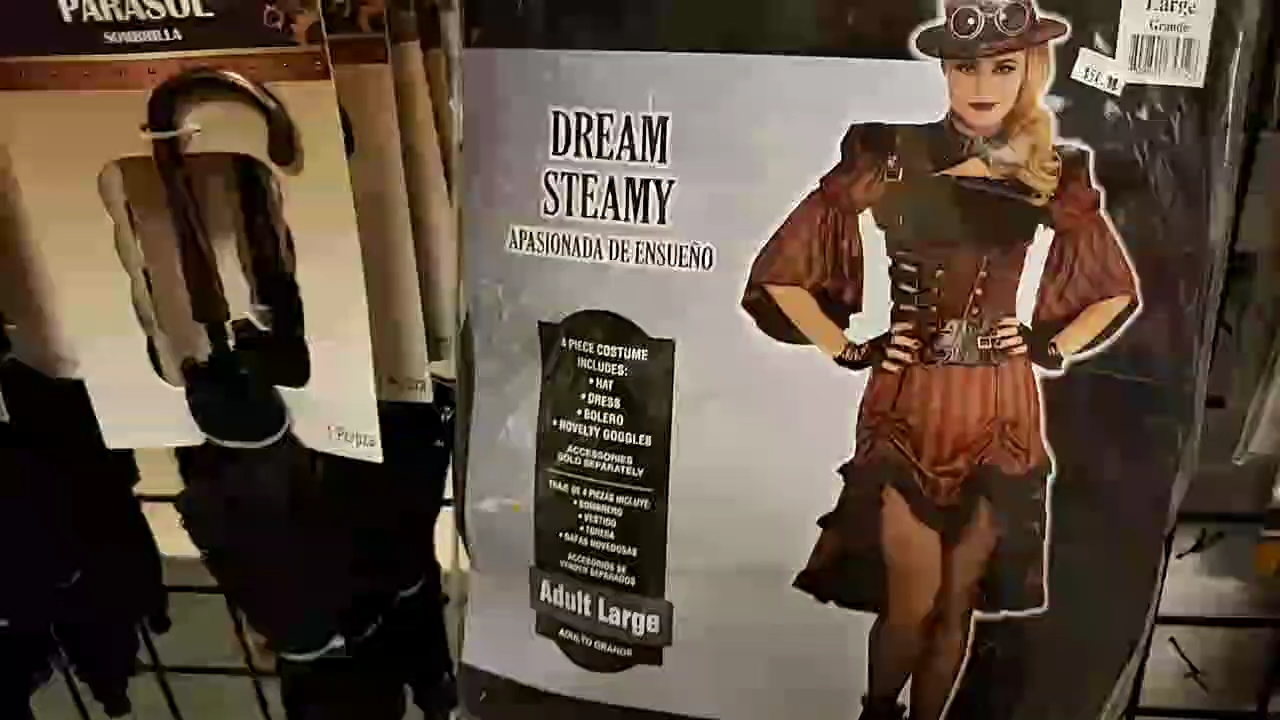 PARASOL
SOMBRILLA
1 Pieza
DREAM
STEAMY
APASIONADA DE ENSUEÑO
4 PIECE COSTUME
INCLUDES:
• HAT
• DRESS
• BOLERO
• NOVELTY GOGGLES
ACCESSORIES
SOLD SEPARATELY
TRAJE DE 4 PIEZAS INCLUYE:
• SOMBRERO
• VESTIDO
• TORERA
• GAFAS NOVEDOSAS
ACCESORIOS SE
VENDEN SEPARADOS
Adult Large
ADULTO GRANDE
Large
Grande